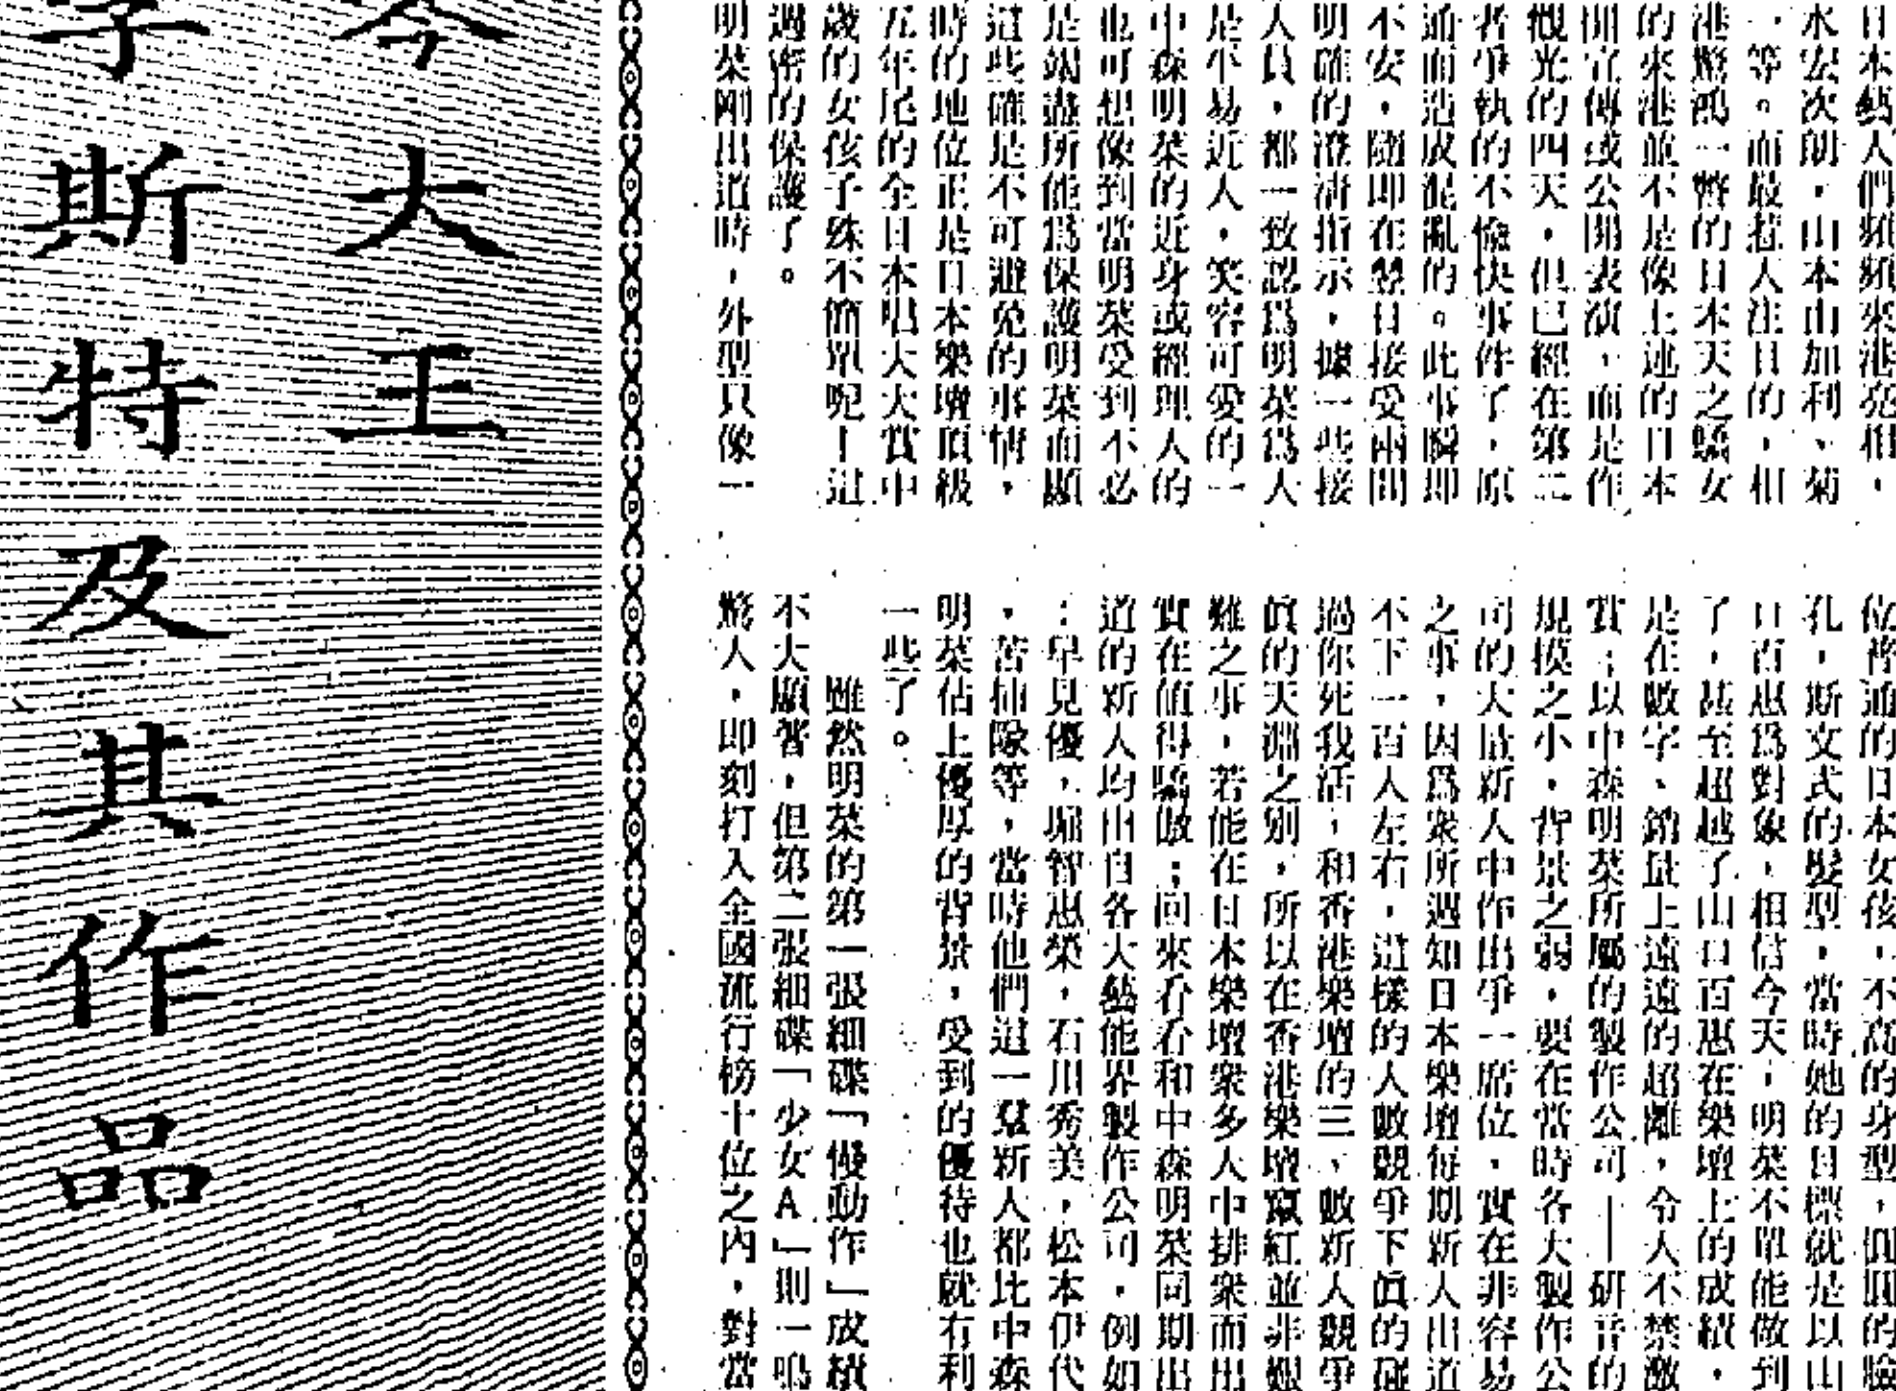 日本藝人們頻頻來港亮相，
水安次朗，山本山加利、菊
一等。而最惹人注目的，相
港驚鴻一瞥的日本天之驕女
的來港並不是像上述的日本
開宣傳或公開表演，而是作
觀光的四天，但已經在第二
者爭執的不愉快事件了，原
通而造成混亂的。此事瞬即
不安，隨即在翌日接受兩間
明確的澄清指示，據一些接
人員，都一致認爲明菜爲人
是平易近人，笑容可愛的一
中森明菜的近身或經理人的
也可想像到當明菜受到不必
是竭盡所能爲保護明菜而顯
這些確是不可避免的事情，
時的地位正是日本樂壇頂級
五年尾的全日本唱大大賞中
歲的女孩子殊不簡單呢！這
過密的保護了。
明菜剛出道時，外型只像一
位普通的日本女孩，不高的身型，圓圓的臉
孔，斯文式的髮型，當時她的目標就是以山
口百惠爲對象，相信今天，明菜不單能做到
了，甚至超越了山口百惠在樂壇上的成績，
是在數字、銷量上遠遠的超離，令人不禁激
賞；以中森明菜所屬的製作公司——研音的
規摸之小，背景之弱，要在當時各大製作公
司的大量新人中作出爭一席位，實在非容易
之事，因爲衆所週知日本樂壇每期新人出道
不下一百人左右，這樣的人數競爭下眞的碰
過你死我活，和香港樂壇的三、數新人競爭
眞的天淵之別，所以在香港樂壇竄紅並非艱
難之事，若能在日本樂壇衆多人中排衆而出
實在值得驕傲；回來看看和中森明菜同期出
道的新人均由自各大藝能界製作公司，例如
：早見優，堀智惠榮，石川秀美，松本伊代
，苦柿隊等，當時他們這一羣新人都比中森
明菜佔上優厚的背景，受到的優待也就有利
一些了。
雖然明菜的第一張細碟「慢動作」成績
不大顯著，但第二張細碟「少女A」則一鳴
驚人，即刻打入全國流行榜十位之內，對當
大王
斯特及其作品